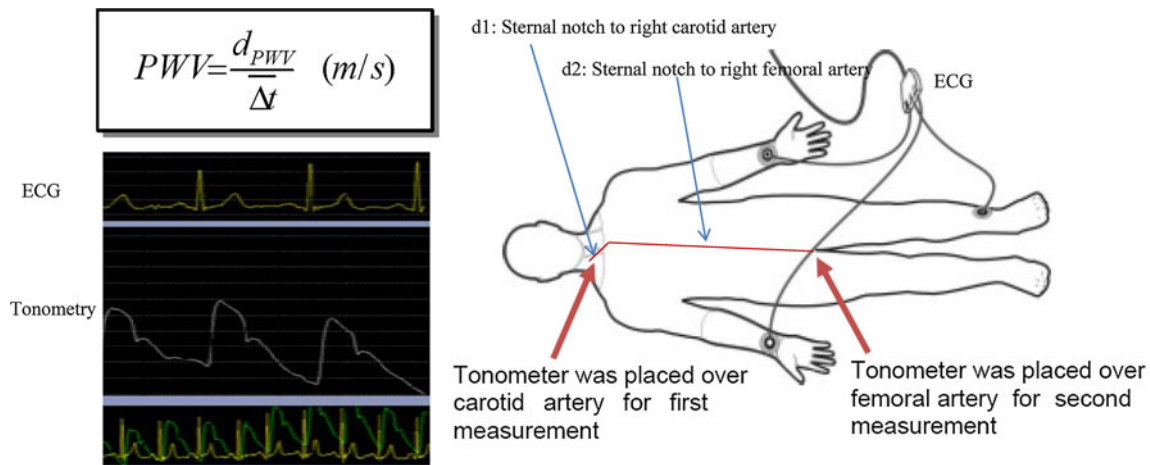 PWV = d_PWV / Δt (m/s)
ECG
Tonometry
d1: Sternal notch to right carotid artery
d2: Sternal notch to right femoral artery
ECG
Tonometer was placed over
carotid artery for first
measurement
Tonometer was placed over
femoral artery for second
measurement